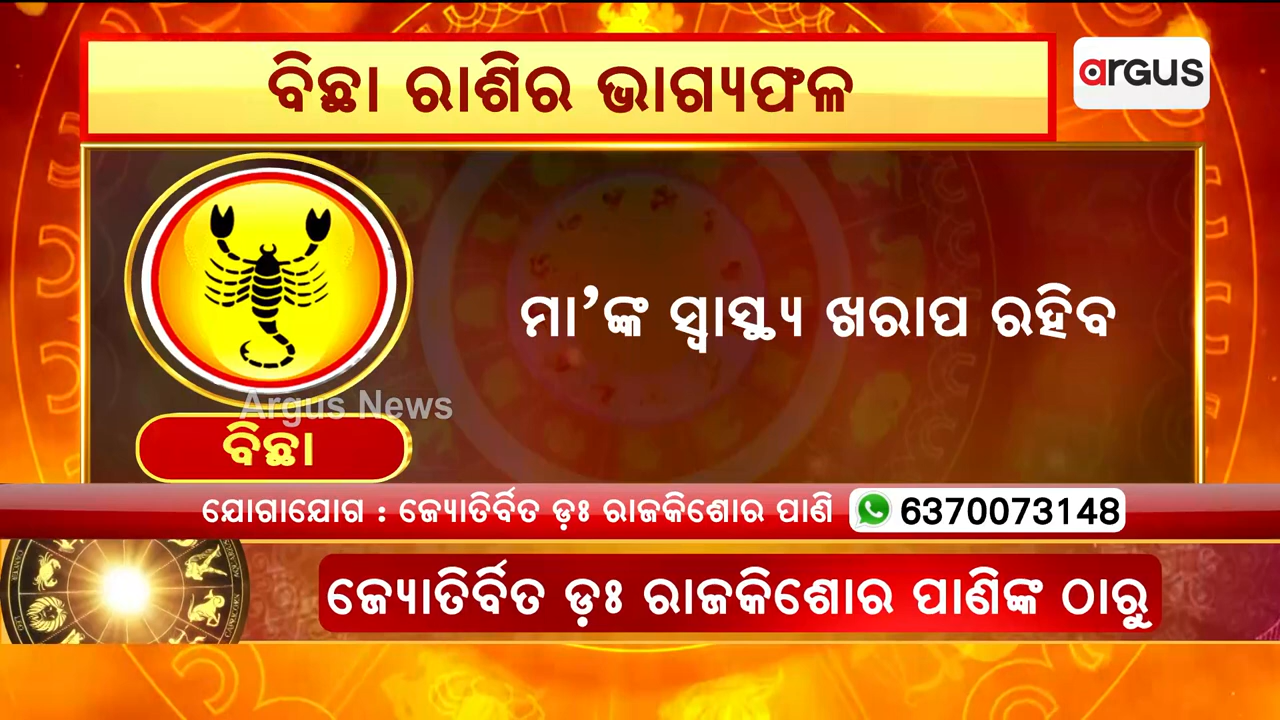 ବିଛା ରାଶିର ଭାଗ୍ୟଫଳ
argus
ମା’ଙ୍କ ସ୍ୱାସ୍ଥ୍ୟ ଖରାପ ରହିବ
Argus News
ବିଛା
ଯୋଗାଯୋଗ : ଜ୍ୟୋତିର୍ବିତ ଡ଼ଃ ରାଜକିଶୋର ପାଣି 6370073148
ଜ୍ୟୋତିର୍ବିତ ଡ଼ଃ ରାଜକିଶୋର ପାଣିଙ୍କ ଠାରୁ